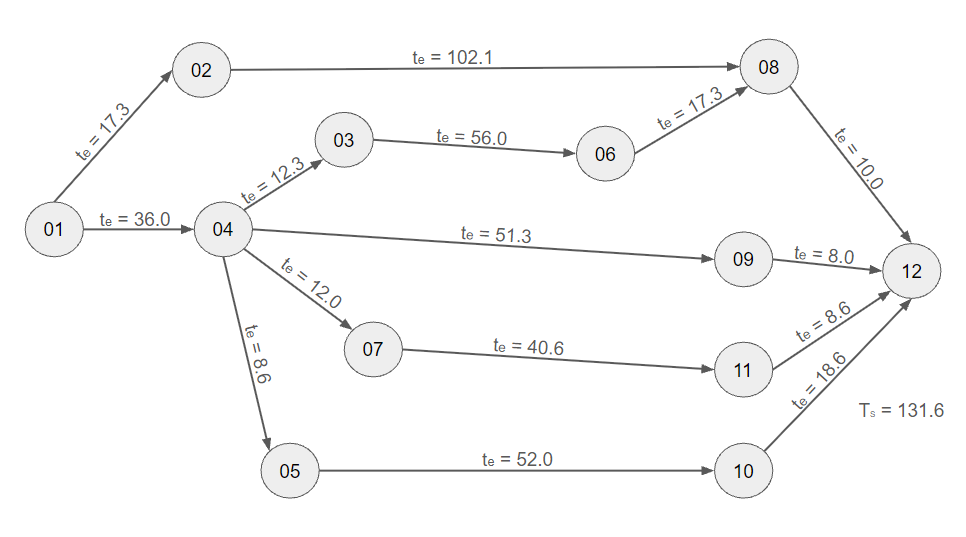 tₑ = 102.1
02
08
tₑ = 17.3
tₑ = 17.3
tₑ = 56.0
03
06
tₑ = 10.0
tₑ = 12.3
tₑ = 36.0
01
04
tₑ = 51.3
tₑ = 8.0
09
12
tₑ = 12.0
tₑ = 8.6
tₑ = 40.6
07
11
tₑ = 8.6
tₑ = 18.6
Tₛ = 131.6
tₑ = 52.0
05
10